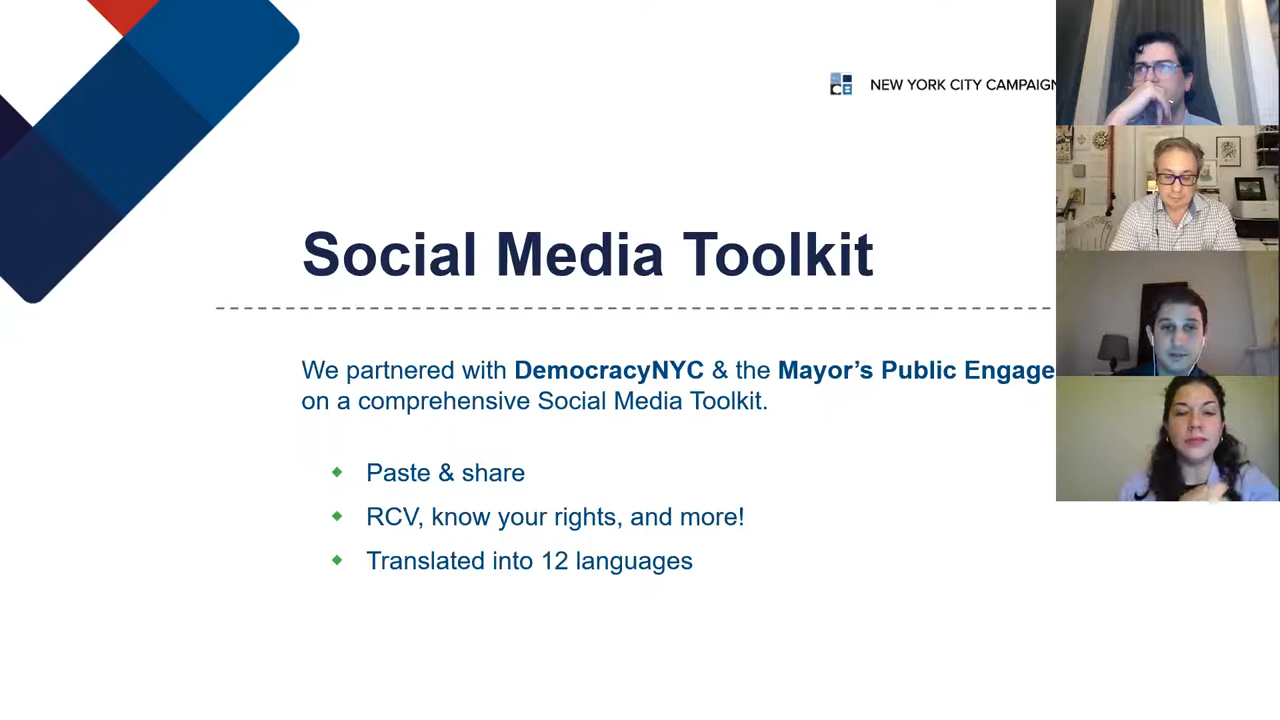 CB
NEW YORK CITY CAMPAIGN
Social Media Toolkit
We partnered with DemocracyNYC & the Mayor's Public Engage
on a comprehensive Social Media Toolkit.
Paste & share
RCV, know your rights, and more!
Translated into 12 languages